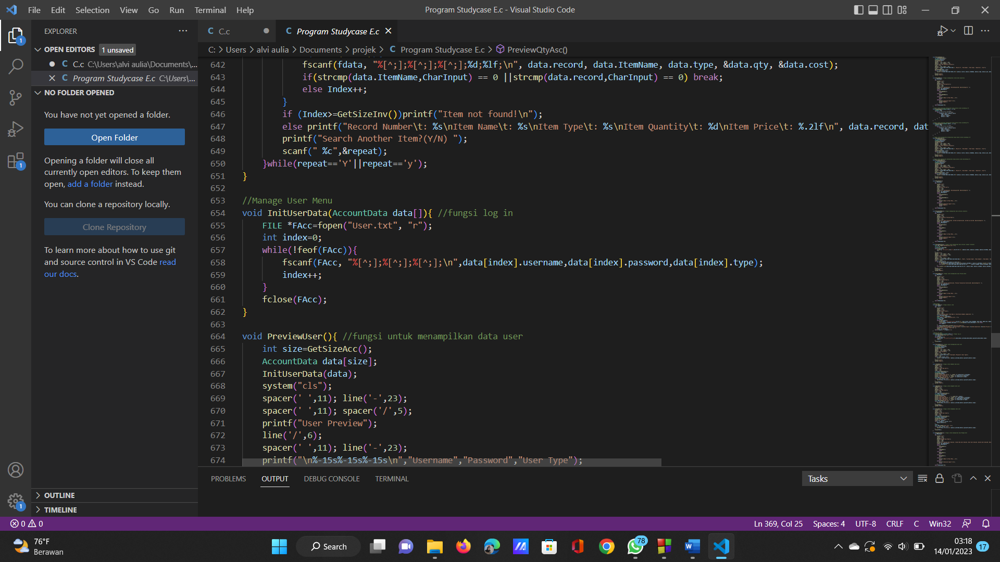 File Edit Selection View Go Run Terminal Help
Program Studycase E.c - Visual Studio Code
EXPLORER
OPEN EDITORS 1 unsaved
C C.c C:\Users\alvi aulia\Documents\...
C Program Studycase E.c C:\Users\...
NO FOLDER OPENED
You have not yet opened a folder.
Open Folder
Opening a folder will close all
currently open editors. To keep them
open, add a folder instead.
You can clone a repository locally.
Clone Repository
To learn more about how to use git
and source control in VS Code read
our docs.
OUTLINE
TIMELINE
C C.c
C Program Studycase E.c
C: > Users > alvi aulia > Documents > projek > C Program Studycase E.c > PreviewQtyAsc()
642 fscanf(fdata, "%[^;];%[^;];%[^;];%d;%lf;\n", data.record, data.ItemName, data.type, &data.qty, &data.cost);
643 if(strcmp(data.ItemName,CharInput) == 0 ||strcmp(data.record,CharInput) == 0) break;
644 else Index++;
645 }
646 if (Index>=GetSizeInv())printf("Item not found!\n");
647 else printf("Record Number\t: %s\nItem Name\t: %s\nItem Type\t: %s\nItem Quantity\t: %d\nItem Price\t: %.2lf\n", data.record, dat
648 printf("Search Another Item?(Y/N) ");
649 scanf(" %c",&repeat);
650 }while(repeat=='Y'||repeat=='y');
651 }
652
653 //Manage User Menu
654 void InitUserData(AccountData data[]){ //fungsi log in
655 FILE *FAcc=fopen("User.txt", "r");
656 int index=0;
657 while(!feof(FAcc)){
658 fscanf(FAcc, "%[^;];%[^;];%[^;];\n",data[index].username,data[index].password,data[index].type);
659 index++;
660 }
661 fclose(FAcc);
662 }
663
664 void PreviewUser(){ //fungsi untuk menampilkan data user
665 int size=GetSizeAcc();
666 AccountData data[size];
667 InitUserData(data);
668 system("cls");
669 spacer(' ',11); line('-',23);
670 spacer(' ',11); spacer('/',5);
671 printf("User Preview");
672 line('/',6);
673 spacer(' ',11); line('-',23);
674 printf("\n%-15s%-15s%-15s\n","Username","Password","User Type");
PROBLEMS OUTPUT DEBUG CONSOLE TERMINAL
Tasks
0 0
Ln 369, Col 25 Spaces: 4 UTF-8 CRLF C Win32
76°F
Berawan
Search
78
03:18
14/01/2023
17